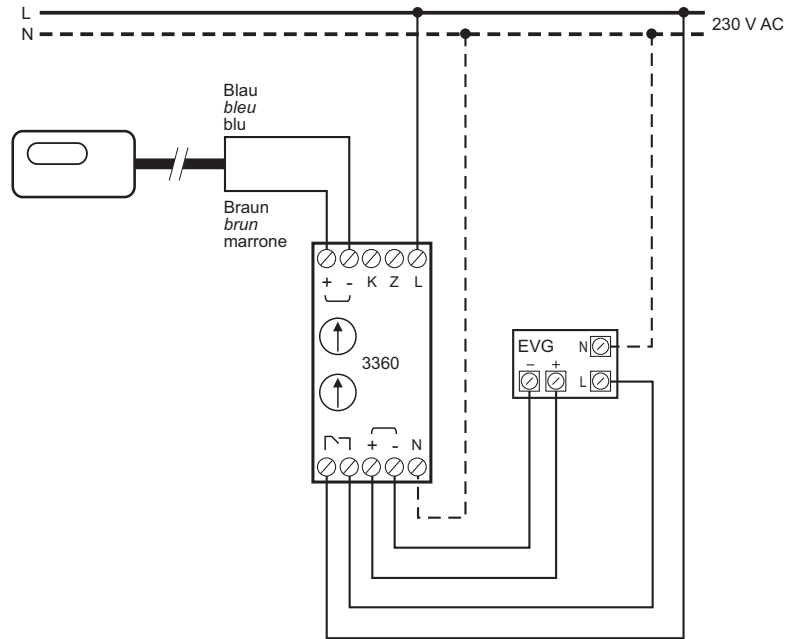 L
N
230 V AC
Blau
bleu
blu
Braun
brun
marrone
+ - K Z L
3360
+ - N
EVG N
– +
L